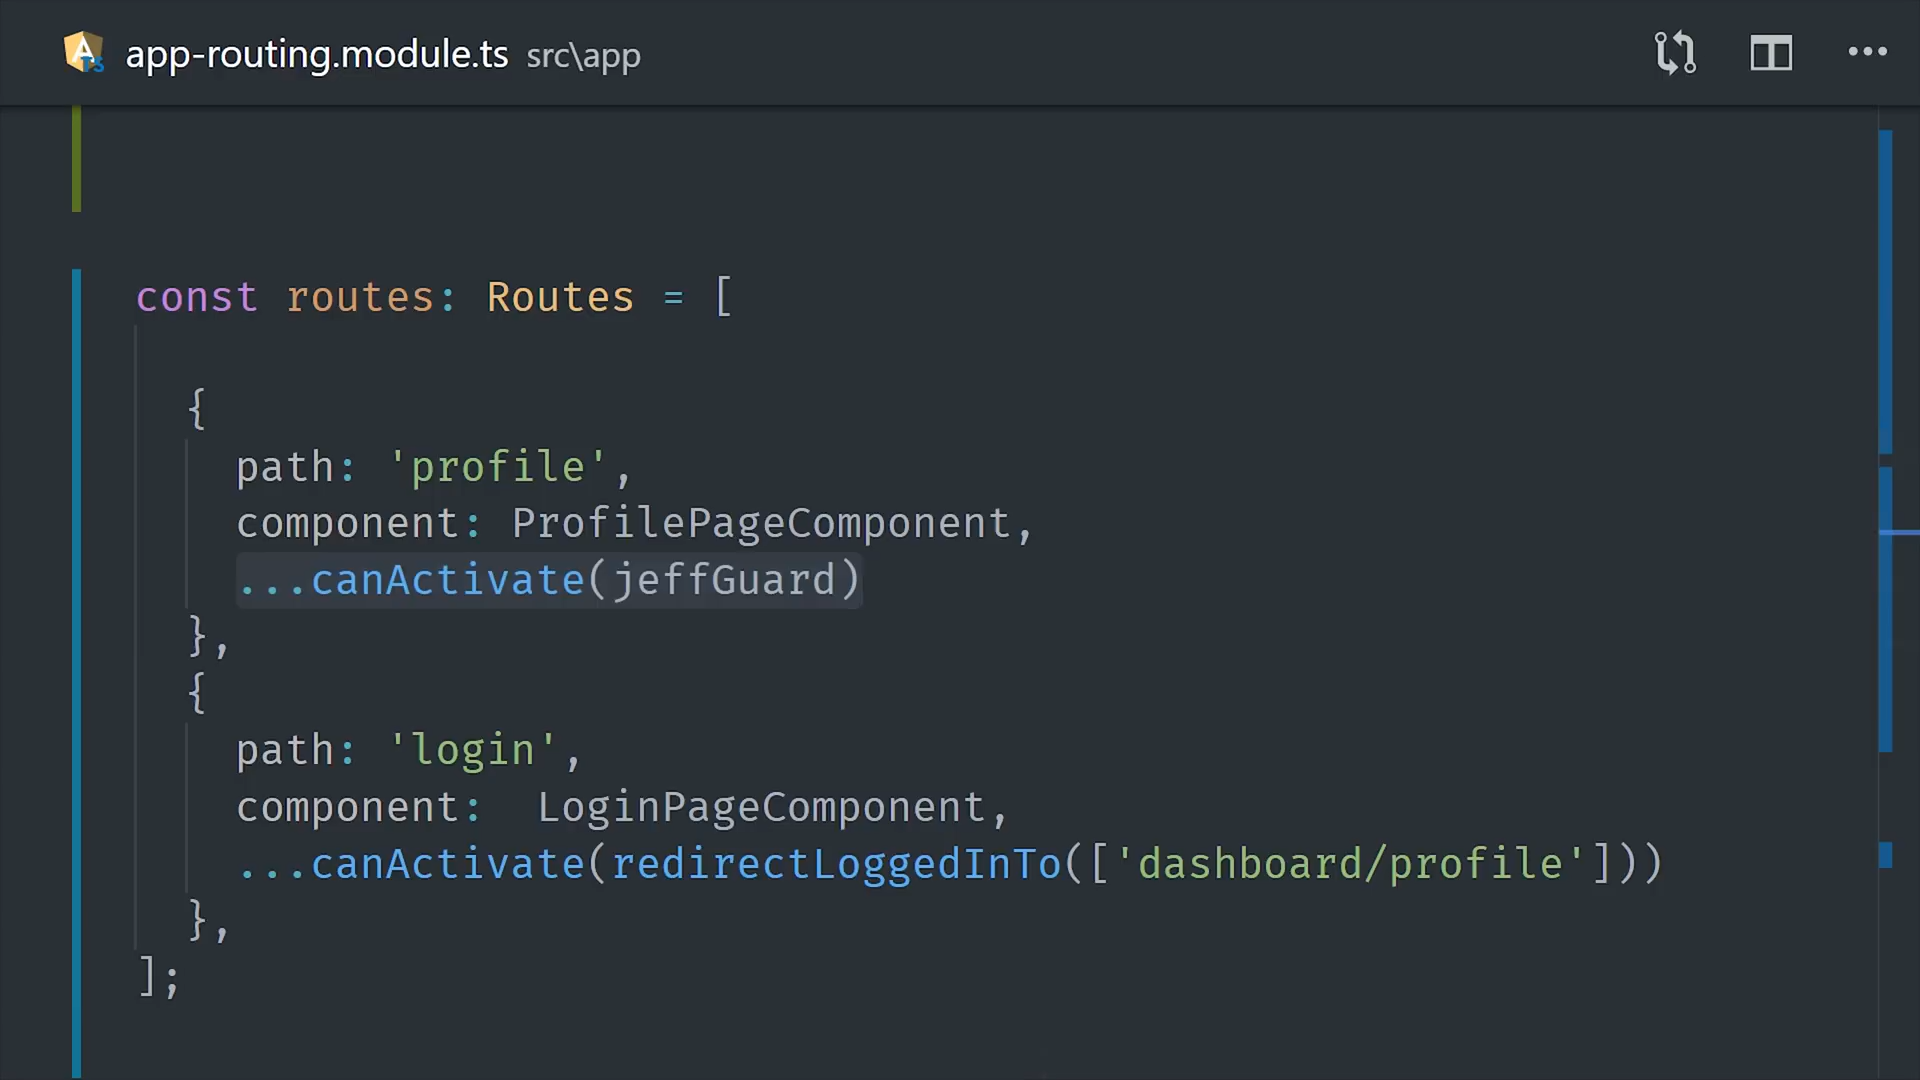 app-routing.module.ts src\app
const routes: Routes = [
{
path: 'profile',
component: ProfilePageComponent,
...canActivate(jeffGuard)
},
{
path: 'login',
component:  LoginPageComponent,
...canActivate(redirectLoggedInTo(['dashboard/profile']))
},
];